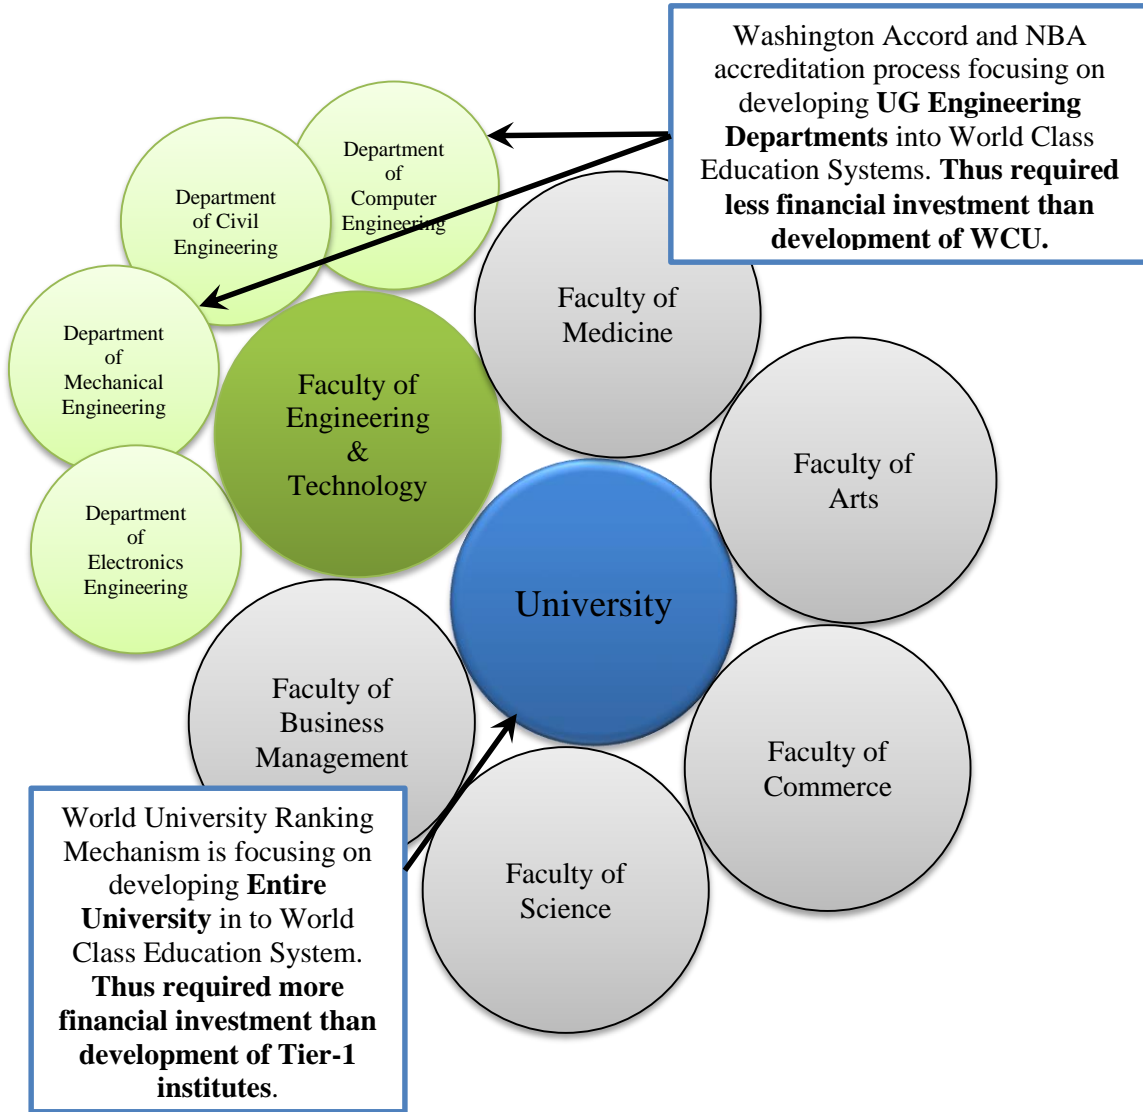 Washington Accord and NBA
accreditation process focusing on
developing UG Engineering
Departments into World Class
Education Systems. Thus required
less financial investment than
development of WCU.
Department
of
Computer
Engineering
Department
of Civil
Engineering
Department
of
Mechanical
Engineering
Department
of
Electronics
Engineering
Faculty of
Engineering
&
Technology
Faculty of
Medicine
Faculty of
Arts
University
Faculty of
Business
Management
Faculty of
Commerce
Faculty of
Science
World University Ranking
Mechanism is focusing on
developing Entire
University in to World
Class Education System.
Thus required more
financial investment than
development of Tier-1
institutes.